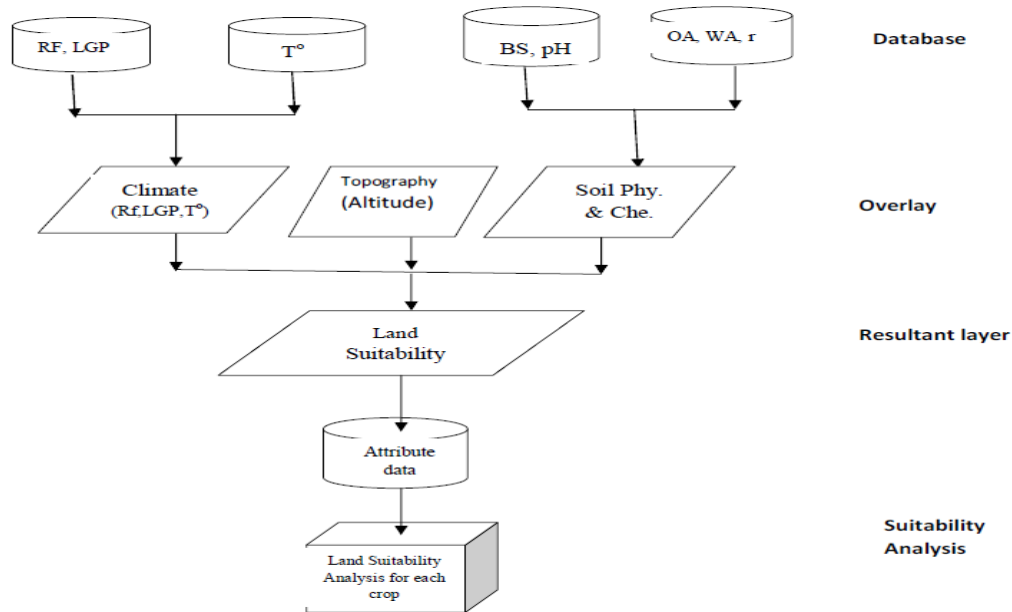 RF, LGP
T°
BS, pH
OA, WA, r
Database
Climate
(Rf,LGP,T°)
Topography
(Altitude)
Soil Phy.
& Che.
Overlay
Land
Suitability
Resultant layer
Attribute
data
Land Suitability
Analysis for each
crop
Suitability
Analysis